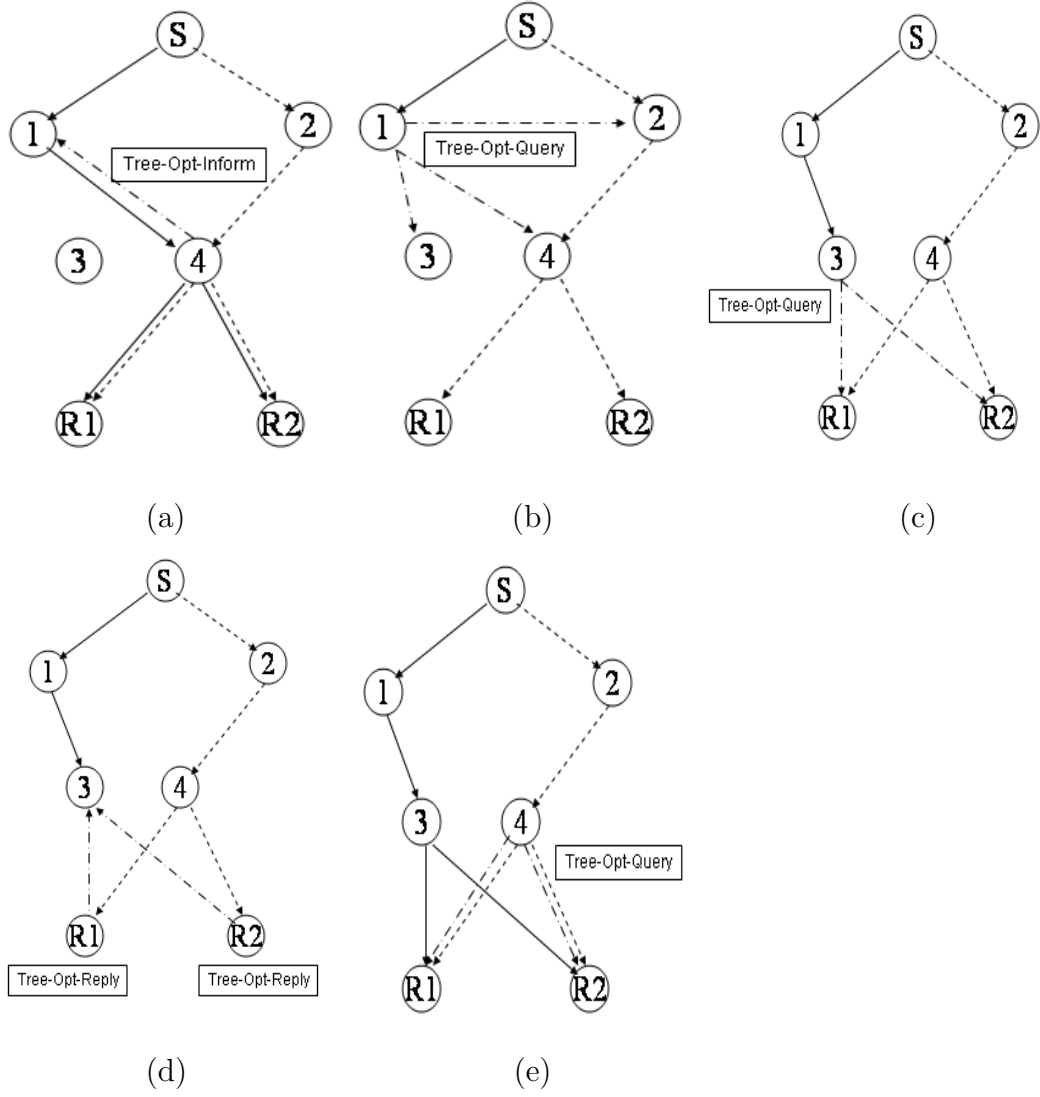 S
1
2
Tree-Opt-Inform
3
4
R1
R2
(a)
S
1
2
Tree-Opt-Query
3
4
R1
R2
(b)
S
1
2
3
4
Tree-Opt-Query
R1
R2
(c)
S
1
2
3
4
R1
R2
Tree-Opt-Reply
Tree-Opt-Reply
(d)
S
1
2
3
4
Tree-Opt-Query
R1
R2
(e)